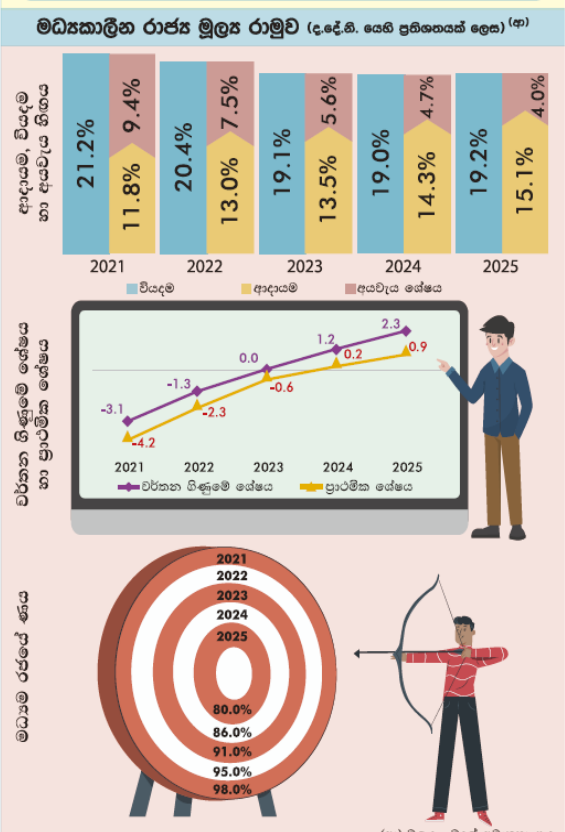 මධ්‍යකාලීන රාජ්‍ය මූල්‍ය රාමුව (ද.දේ.නි. යෙහි ප්‍රතිශතයක් ලෙස) (ආ)
ආදායම, වියදම
හා අයවැය හිඟය
21.2% 9.4% 11.8%
20.4% 7.5% 13.0%
19.1% 5.6% 13.5%
19.0% 4.7% 14.3%
19.2% 4.0% 15.1%
2021 2022 2023 2024 2025
වියදම ආදායම අයවැය ශේෂය
වර්තන ගිණුමේ ශේෂය
හා ප්‍රාථමික ශේෂය
-3.1 -1.3 0.0 1.2 2.3
-4.2 -2.3 -0.6 0.2 0.9
2021 2022 2023 2024 2025
වර්තන ගිණුමේ ශේෂය ප්‍රාථමික ශේෂය
මධ්‍යම රජයේ ණය
2021
2022
2023
2024
2025
80.0%
86.0%
91.0%
95.0%
98.0%